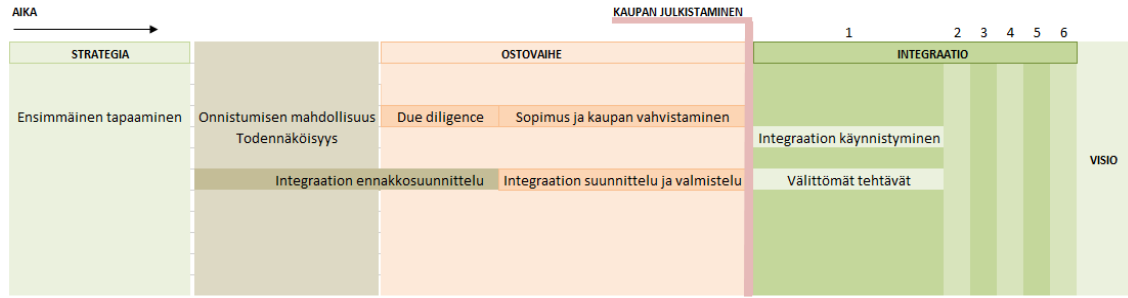 AIKA
KAUPAN JULKISTAMINEN
1 2 3 4 5 6
STRATEGIA
OSTOVAIHE
INTEGRAATIO
Ensimmäinen tapaaminen
Onnistumisen mahdollisuus
Todennäköisyys
Due diligence
Sopimus ja kaupan vahvistaminen
Integraation käynnistyminen
VISIO
Integraation ennakkosuunnittelu
Integraation suunnittelu ja valmistelu
Välittömät tehtävät